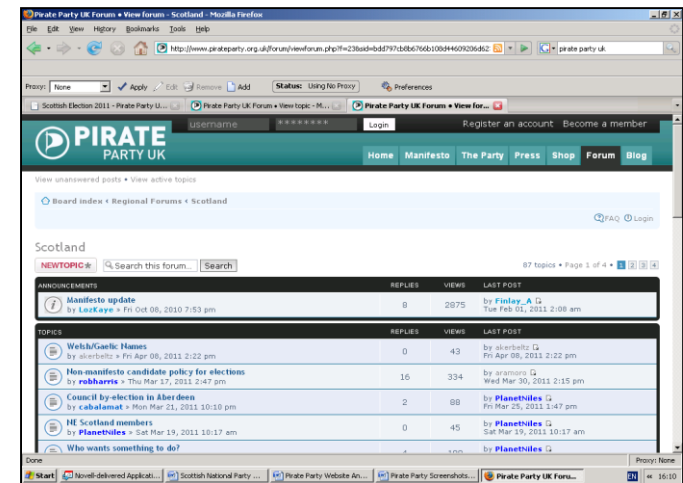 Pirate Party UK Forum • View forum - Scotland - Mozilla Firefox
File Edit View History Bookmarks Tools Help
http://www.pirateparty.org.uk/forum/viewforum.php?f=23&sid=bdd797cb8b6766b108d44609206d62 pirate party uk
Proxy: None Apply Edit Remove Add Status: Using No Proxy Preferences
Scottish Election 2011 - Pirate Party U... Pirate Party UK Forum • View topic - M... Pirate Party UK Forum • View for...
username ******** Login Register an account Become a member
PIRATE
PARTY UK
Home Manifesto The Party Press Shop Forum Blog
View unanswered posts • View active topics
Board index ‹ Regional Forums ‹ Scotland
FAQ Login
Scotland
NEWTOPIC Search this forum... Search 87 topics • Page 1 of 4 • 1 2 3 4
ANNOUNCEMENTS REPLIES VIEWS LAST POST
Manifesto update
by LozKaye » Fri Oct 08, 2010 7:53 pm
8 2875
by Finlay_A
Tue Feb 01, 2011 2:08 am
TOPICS REPLIES VIEWS LAST POST
Welsh/Gaelic Names
by akerbeltz » Fri Apr 08, 2011 2:22 pm
0 43
by akerbeltz
Fri Apr 08, 2011 2:22 pm
Non-manifesto candidate policy for elections
by robharris » Thu Mar 17, 2011 2:47 pm
16 334
by aramoro
Wed Mar 30, 2011 2:15 pm
Council by-election in Aberdeen
by cabalamat » Mon Mar 21, 2011 10:10 pm
2 88
by PlanetNiles
Fri Mar 25, 2011 1:47 pm
NE Scotland members
by PlanetNiles » Sat Mar 19, 2011 10:17 am
0 45
by PlanetNiles
Sat Mar 19, 2011 10:17 am
Who wants something to do?
by PlanetNiles
Done Proxy: None
Start Novell-delivered Applicati... Scottish National Party ... Pirate Party Website An... Pirate Party Screenshots... Pirate Party UK Foru... EN 16:10